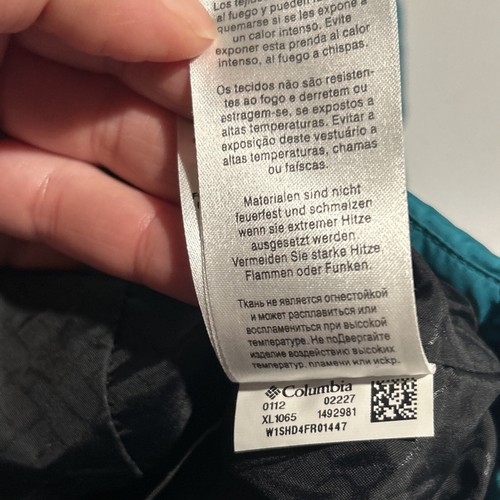 Los tejidos
al fuego y pueden
quemarse si se les expone a
un calor intenso. Evite
exponer esta prenda al calor
intenso, al fuego a chispas.
Os tecidos não são resisten-
tes ao fogo e derretem ou
estragem-se, se expostos a
altas temperaturas. Evitar a
exposição deste vestuário a
altas temperaturas, chamas
ou faíscas.
Materialen sind nicht
feuerfest und schmelzen
wenn sie extremer Hitze
ausgesetzt werden.
Vermeiden Sie starke Hitze
Flammen oder Funken.
Ткань не является огнестойкой
и может расплавиться или
воспламениться при высокой
температуре. Не подвергайте
изделие воздействию высоких
температур, пламени или искр.
Columbia
0112 02227
XL1065 1492981
W1SHD4FR01447